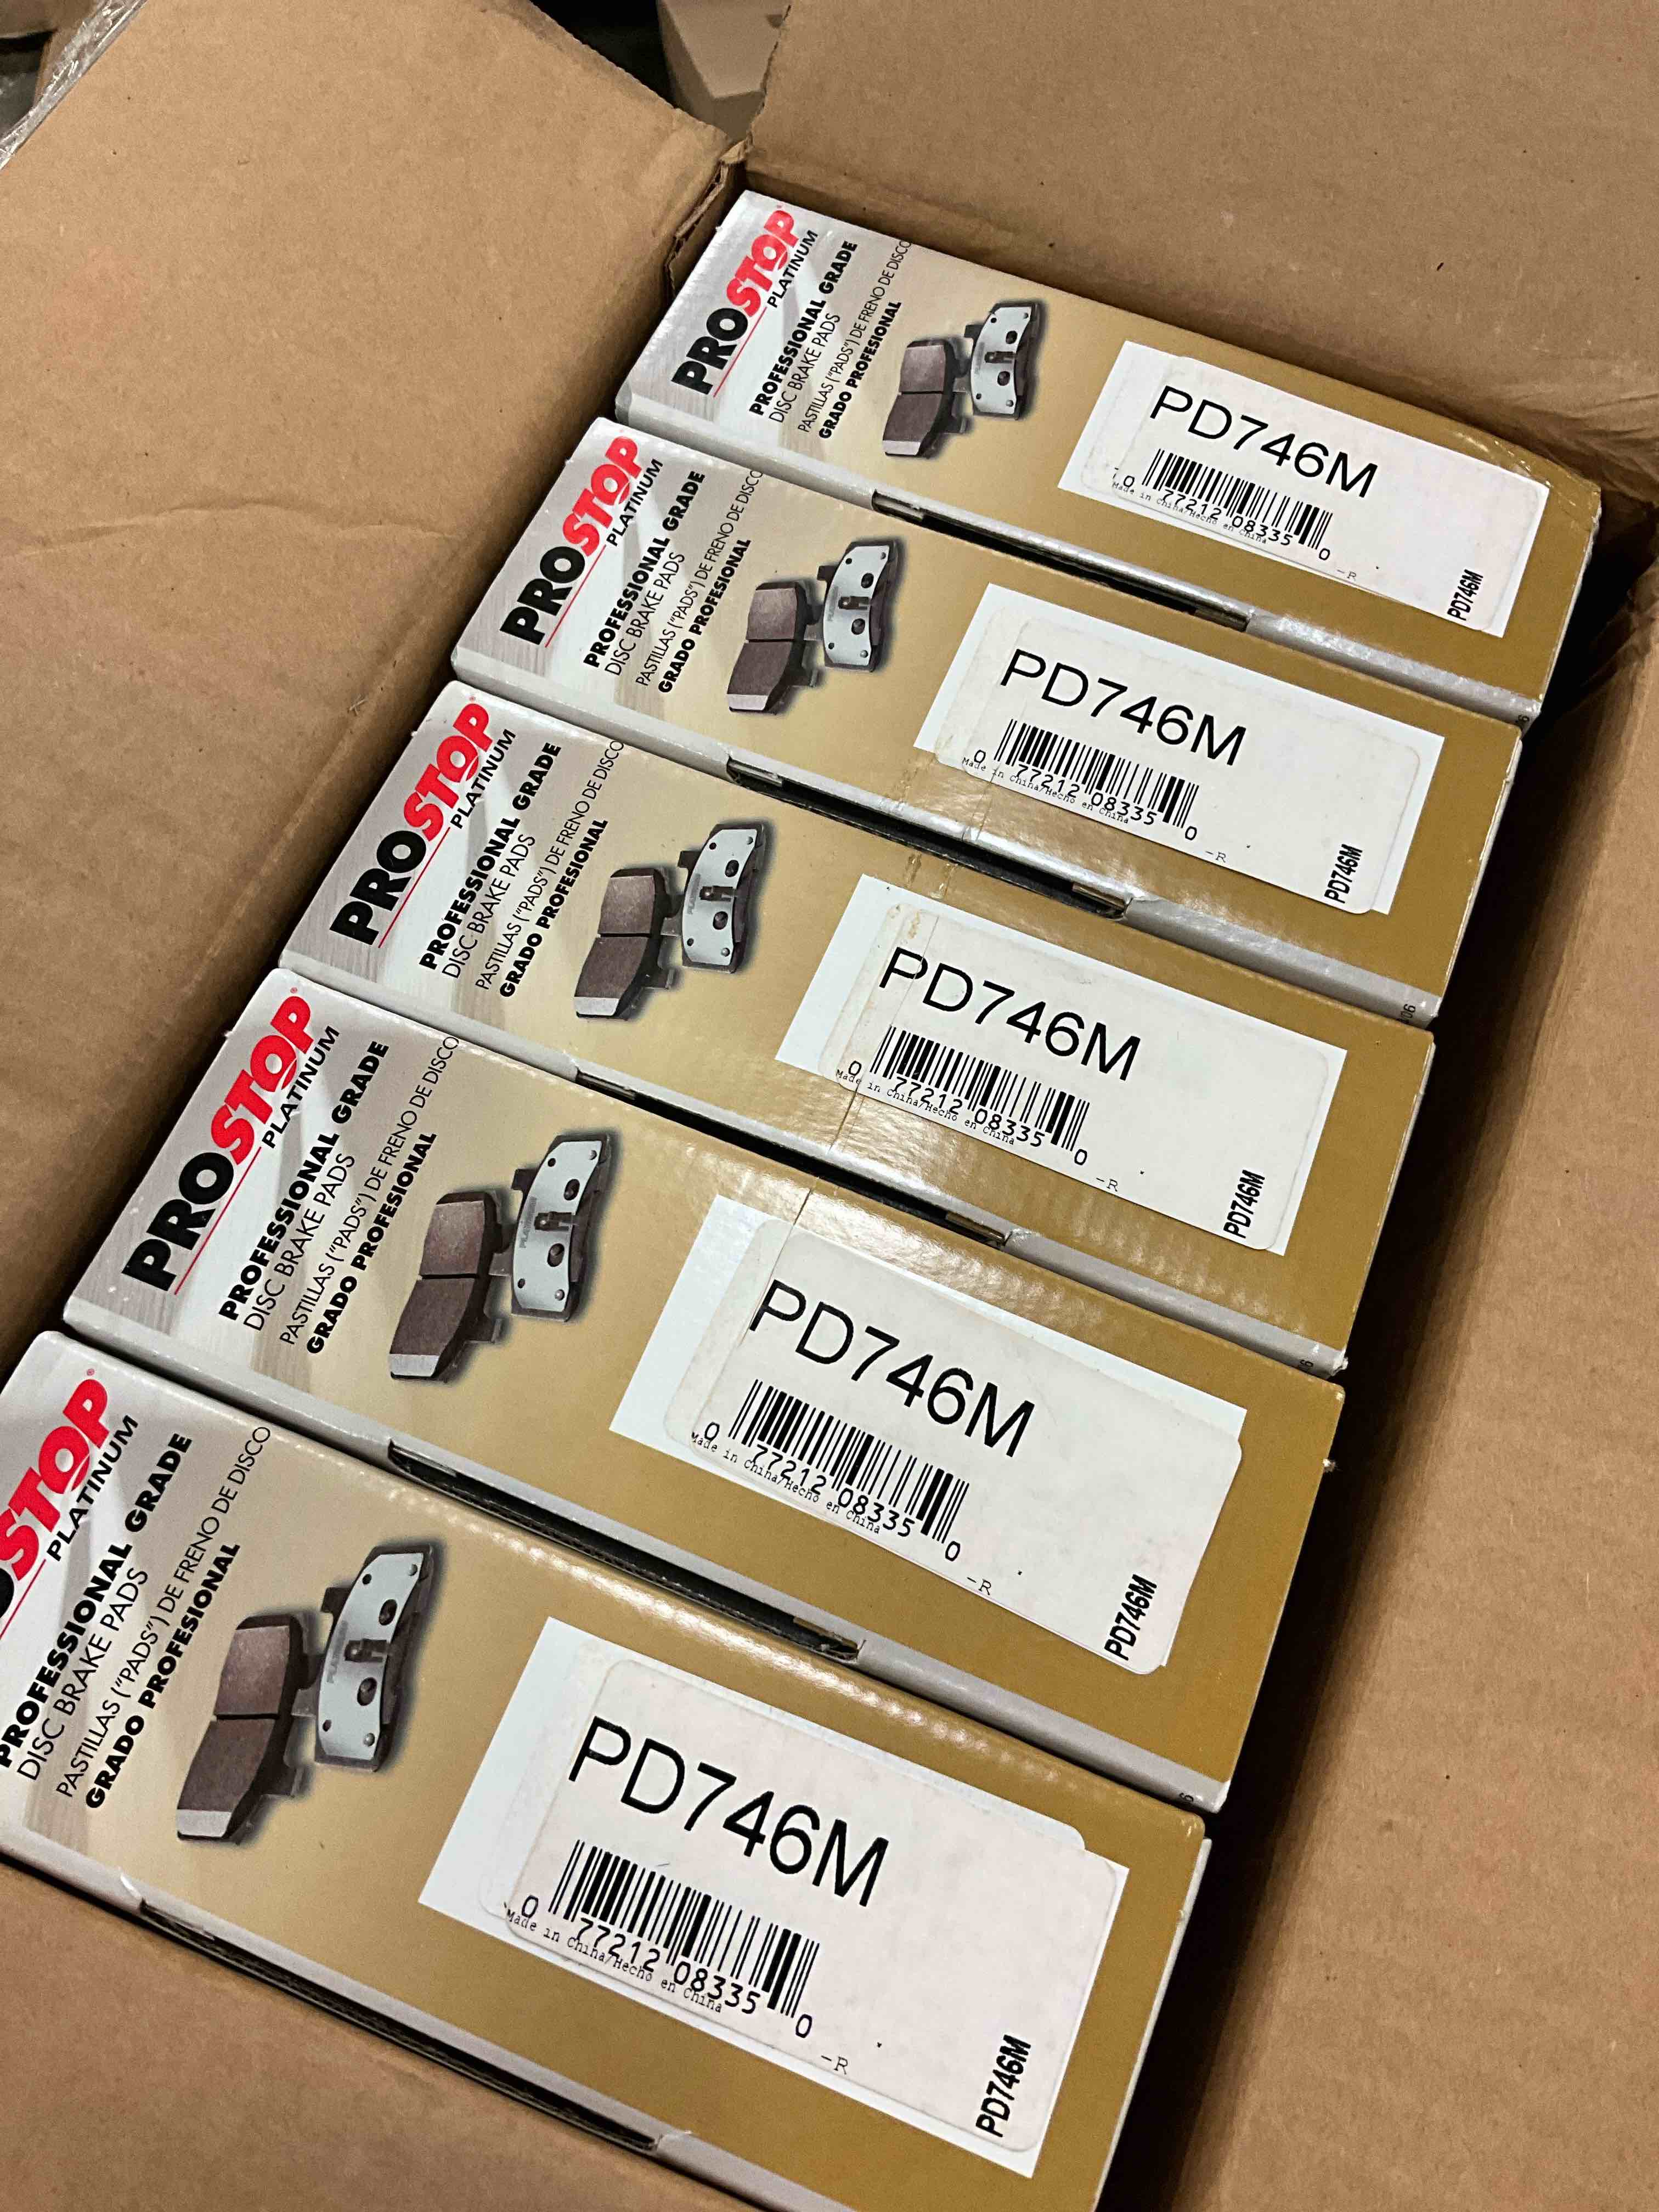 PROSTOP®
PLATINUM
PROFESSIONAL GRADE
DISC BRAKE PADS
PASTILLAS ("PADS") DE FRENO DE DISCO
GRADO PROFESIONAL
PD746M
0 77212 08335 0
Made in China/Hecho en China
-R
PD746M
PROSTOP
PLATINUM
PROFESSIONAL GRADE
DISC BRAKE PADS
PASTILLAS ("PADS") DE FRENO DE DISCO
GRADO PROFESIONAL
PD746M
0 77212 08335 0
Made in China/Hecho en China
-R
PD746M
PROSTOP®
PLATINUM
PROFESSIONAL GRADE
DISC BRAKE PADS
PASTILLAS ("PADS") DE FRENO DE DISCO
GRADO PROFESIONAL
PD746M
0 77212 08335 0
Made in China/Hecho en China
-R
PD746M
PROSTOP®
PLATINUM
PROFESSIONAL GRADE
DISC BRAKE PADS
PASTILLAS ("PADS") DE FRENO DE DISCO
GRADO PROFESIONAL
PD746M
0 77212 08335 0
Made in China/Hecho en China
-R
PD746M
STOP®
PLATINUM
PROFESSIONAL GRADE
DISC BRAKE PADS
PASTILLAS ("PADS") DE FRENO DE DISCO
GRADO PROFESIONAL
PD746M
0 77212 08335 0
Made in China/Hecho en China
-R
PD746M